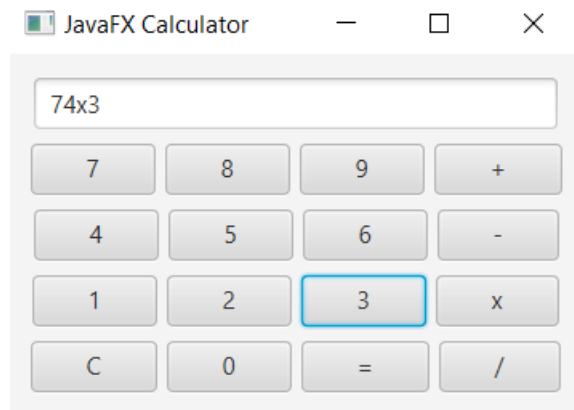 JavaFX Calculator
74x3
7 8 9 +
4 5 6 -
1 2 3 x
C 0 = /